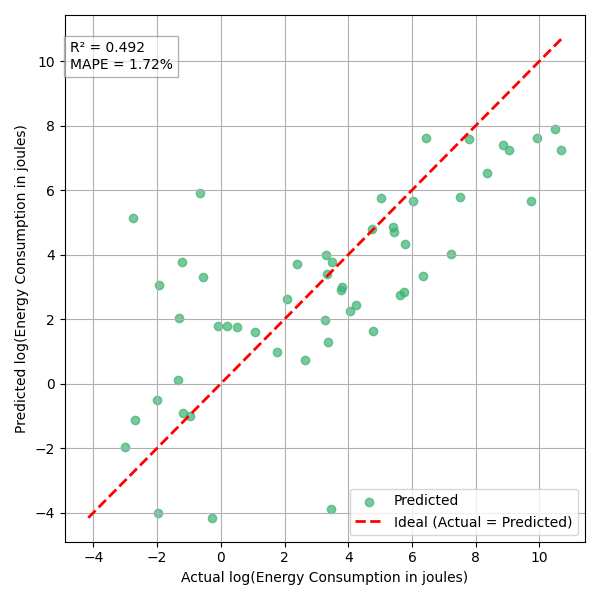 R² = 0.492
MAPE = 1.72%
Predicted log(Energy Consumption in joules)
10
8
6
4
2
0
−2
−4
Predicted
Ideal (Actual = Predicted)
−4 −2 0 2 4 6 8 10
Actual log(Energy Consumption in joules)